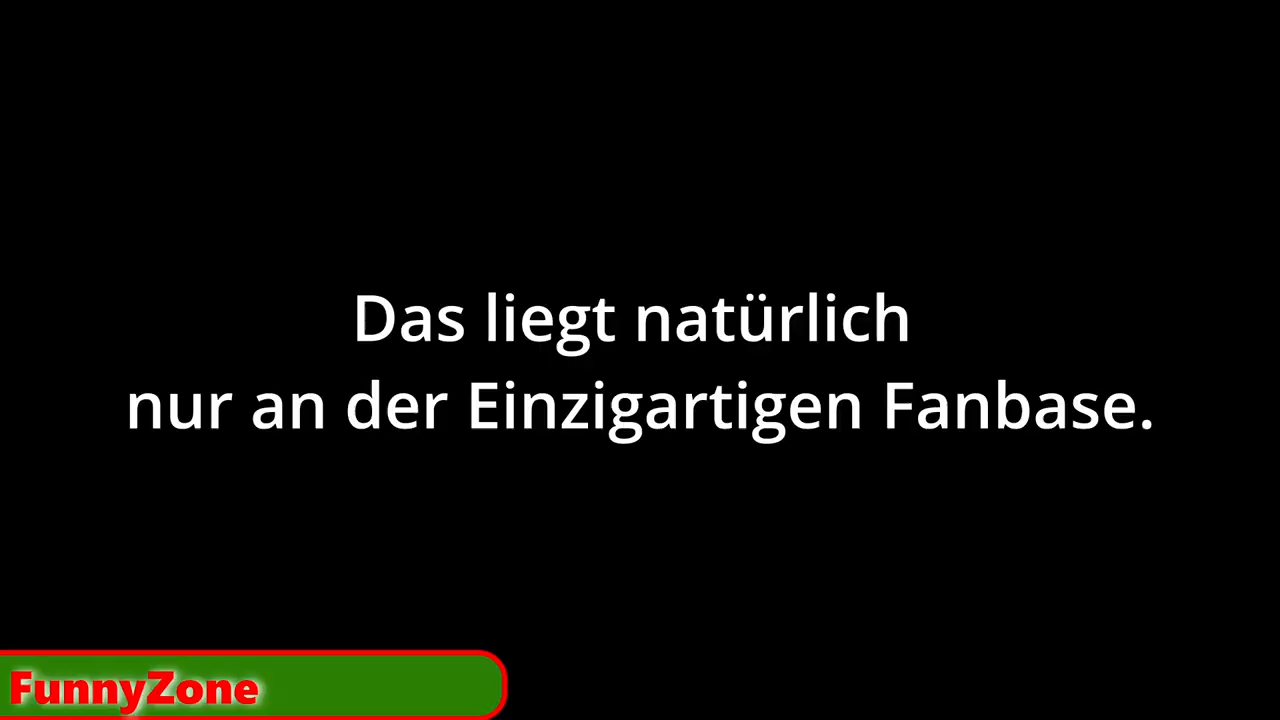 Das liegt natürlich
nur an der Einzigartigen Fanbase.
FunnyZone